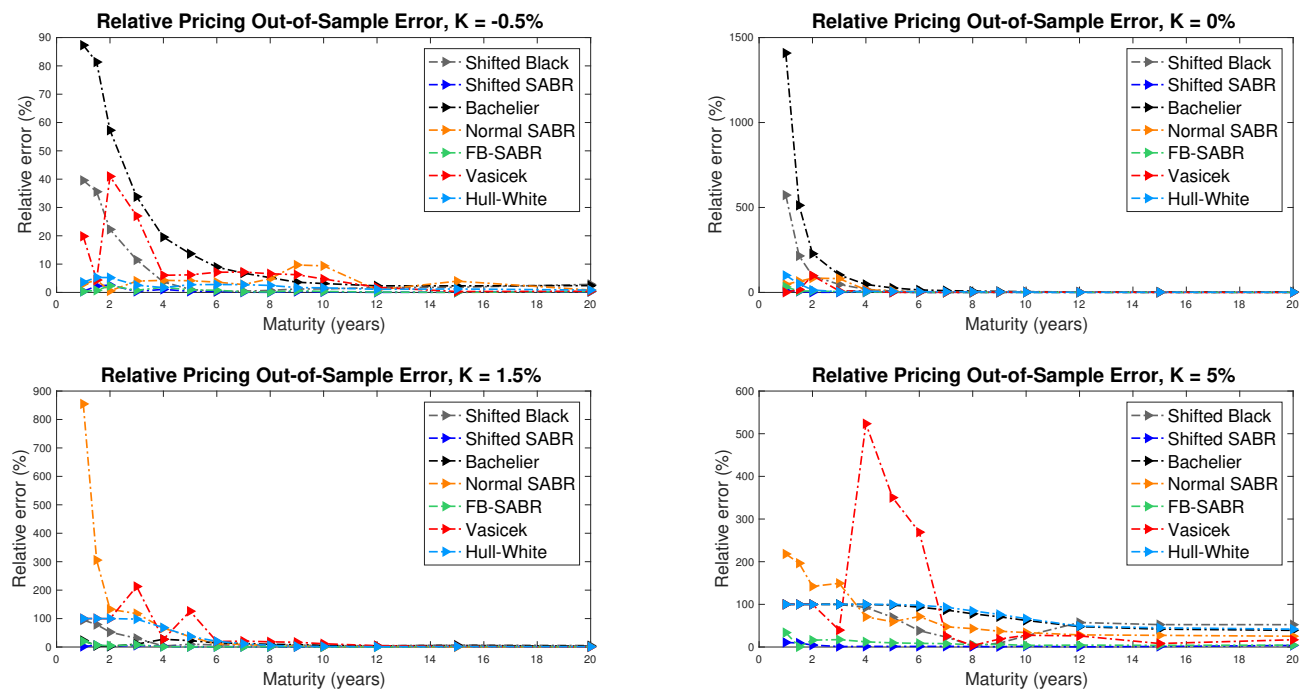 Relative Pricing Out-of-Sample Error, K = -0.5%
90
80
70
60
50
40
30
20
10
0
Relative error (%)
0 2 4 6 8 10 12 14 16 18 20
Maturity (years)
Shifted Black
Shifted SABR
Bachelier
Normal SABR
FB-SABR
Vasicek
Hull-White
Relative Pricing Out-of-Sample Error, K = 0%
1500
1000
500
0
Relative error (%)
0 2 4 6 8 10 12 14 16 18 20
Maturity (years)
Shifted Black
Shifted SABR
Bachelier
Normal SABR
FB-SABR
Vasicek
Hull-White
Relative Pricing Out-of-Sample Error, K = 1.5%
900
800
700
600
500
400
300
200
100
0
Relative error (%)
0 2 4 6 8 10 12 14 16 18 20
Maturity (years)
Shifted Black
Shifted SABR
Bachelier
Normal SABR
FB-SABR
Vasicek
Hull-White
Relative Pricing Out-of-Sample Error, K = 5%
600
500
400
300
200
100
0
Relative error (%)
0 2 4 6 8 10 12 14 16 18 20
Maturity (years)
Shifted Black
Shifted SABR
Bachelier
Normal SABR
FB-SABR
Vasicek
Hull-White